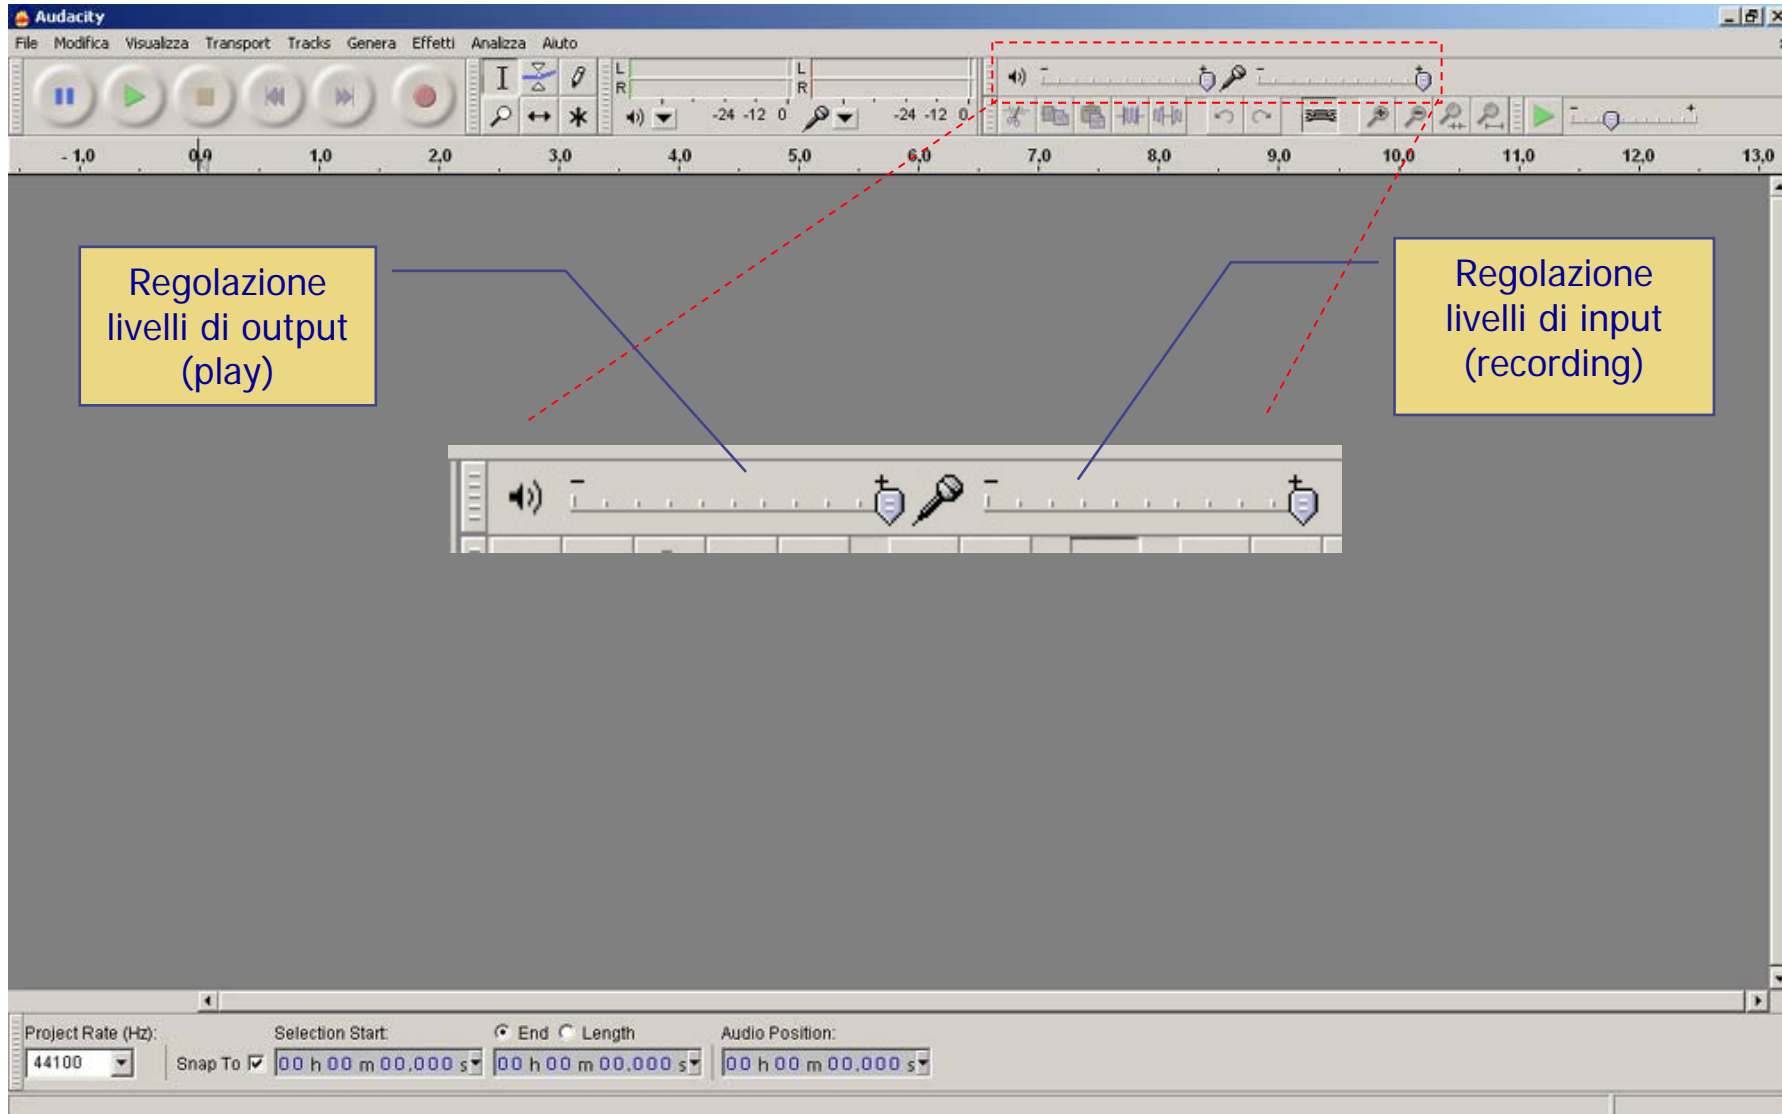 Audacity
File Modifica Visualizza Transport Tracks Genera Effetti Analizza Aiuto
L
R
L
R
-24 -12 0
-24 -12 0
- +
- +
- +
- 1,0 0,0 1,0 2,0 3,0 4,0 5,0 6,0 7,0 8,0 9,0 10,0 11,0 12,0 13,0
Regolazione
livelli di output
(play)
Regolazione
livelli di input
(recording)
- +
- +
Project Rate (Hz): Selection Start: End Length Audio Position:
44100 Snap To 00 h 00 m 00.000 s 00 h 00 m 00.000 s 00 h 00 m 00.000 s